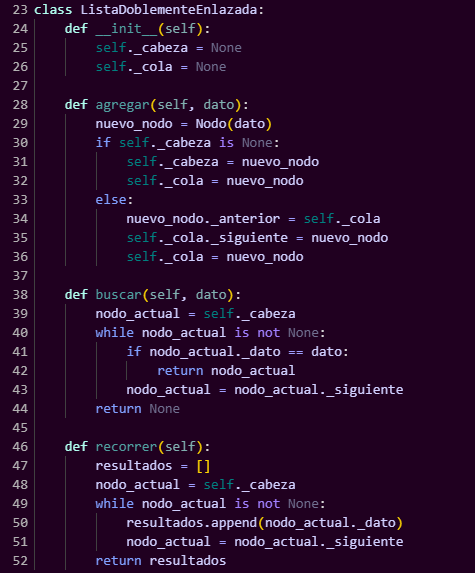 23 class ListaDoblementeEnlazada:
24     def __init__(self):
25         self._cabeza = None
26         self._cola = None
27
28     def agregar(self, dato):
29         nuevo_nodo = Nodo(dato)
30         if self._cabeza is None:
31             self._cabeza = nuevo_nodo
32             self._cola = nuevo_nodo
33         else:
34             nuevo_nodo._anterior = self._cola
35             self._cola._siguiente = nuevo_nodo
36             self._cola = nuevo_nodo
37
38     def buscar(self, dato):
39         nodo_actual = self._cabeza
40         while nodo_actual is not None:
41             if nodo_actual._dato == dato:
42                 return nodo_actual
43             nodo_actual = nodo_actual._siguiente
44         return None
45
46     def recorrer(self):
47         resultados = []
48         nodo_actual = self._cabeza
49         while nodo_actual is not None:
50             resultados.append(nodo_actual._dato)
51             nodo_actual = nodo_actual._siguiente
52         return resultados